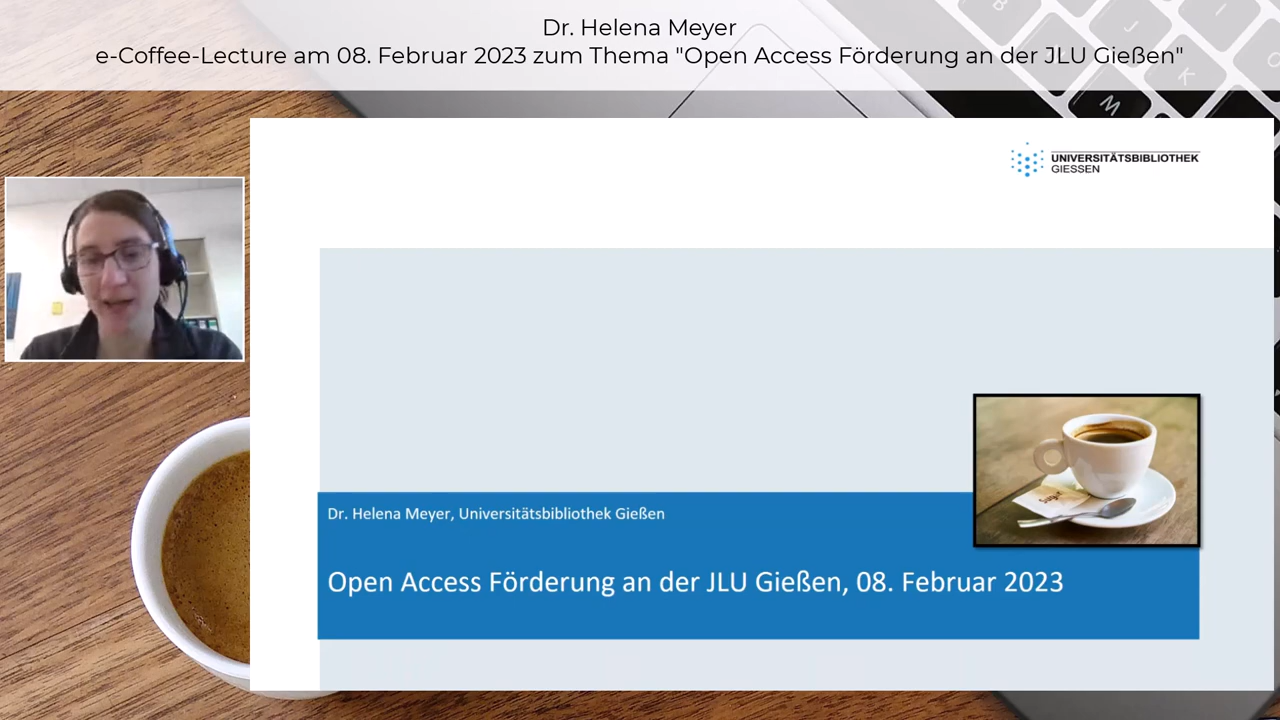 Dr. Helena Meyer
e-Coffee-Lecture am 08. Februar 2023 zum Thema "Open Access Förderung an der JLU Gießen"
B
J
I
K
O
M
UNIVERSITÄTSBIBLIOTHEK
GIESSEN
Sugar
Dr. Helena Meyer, Universitätsbibliothek Gießen
Open Access Förderung an der JLU Gießen, 08. Februar 2023